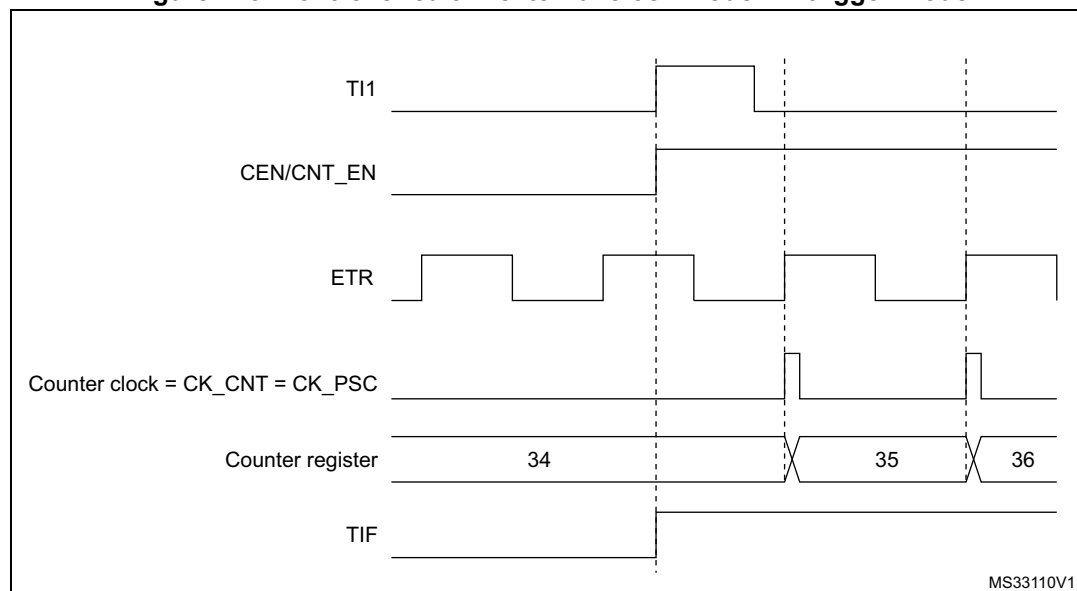 TI1
CEN/CNT_EN
ETR
Counter clock = CK_CNT = CK_PSC
Counter register 34 35 36
TIF
MS33110V1